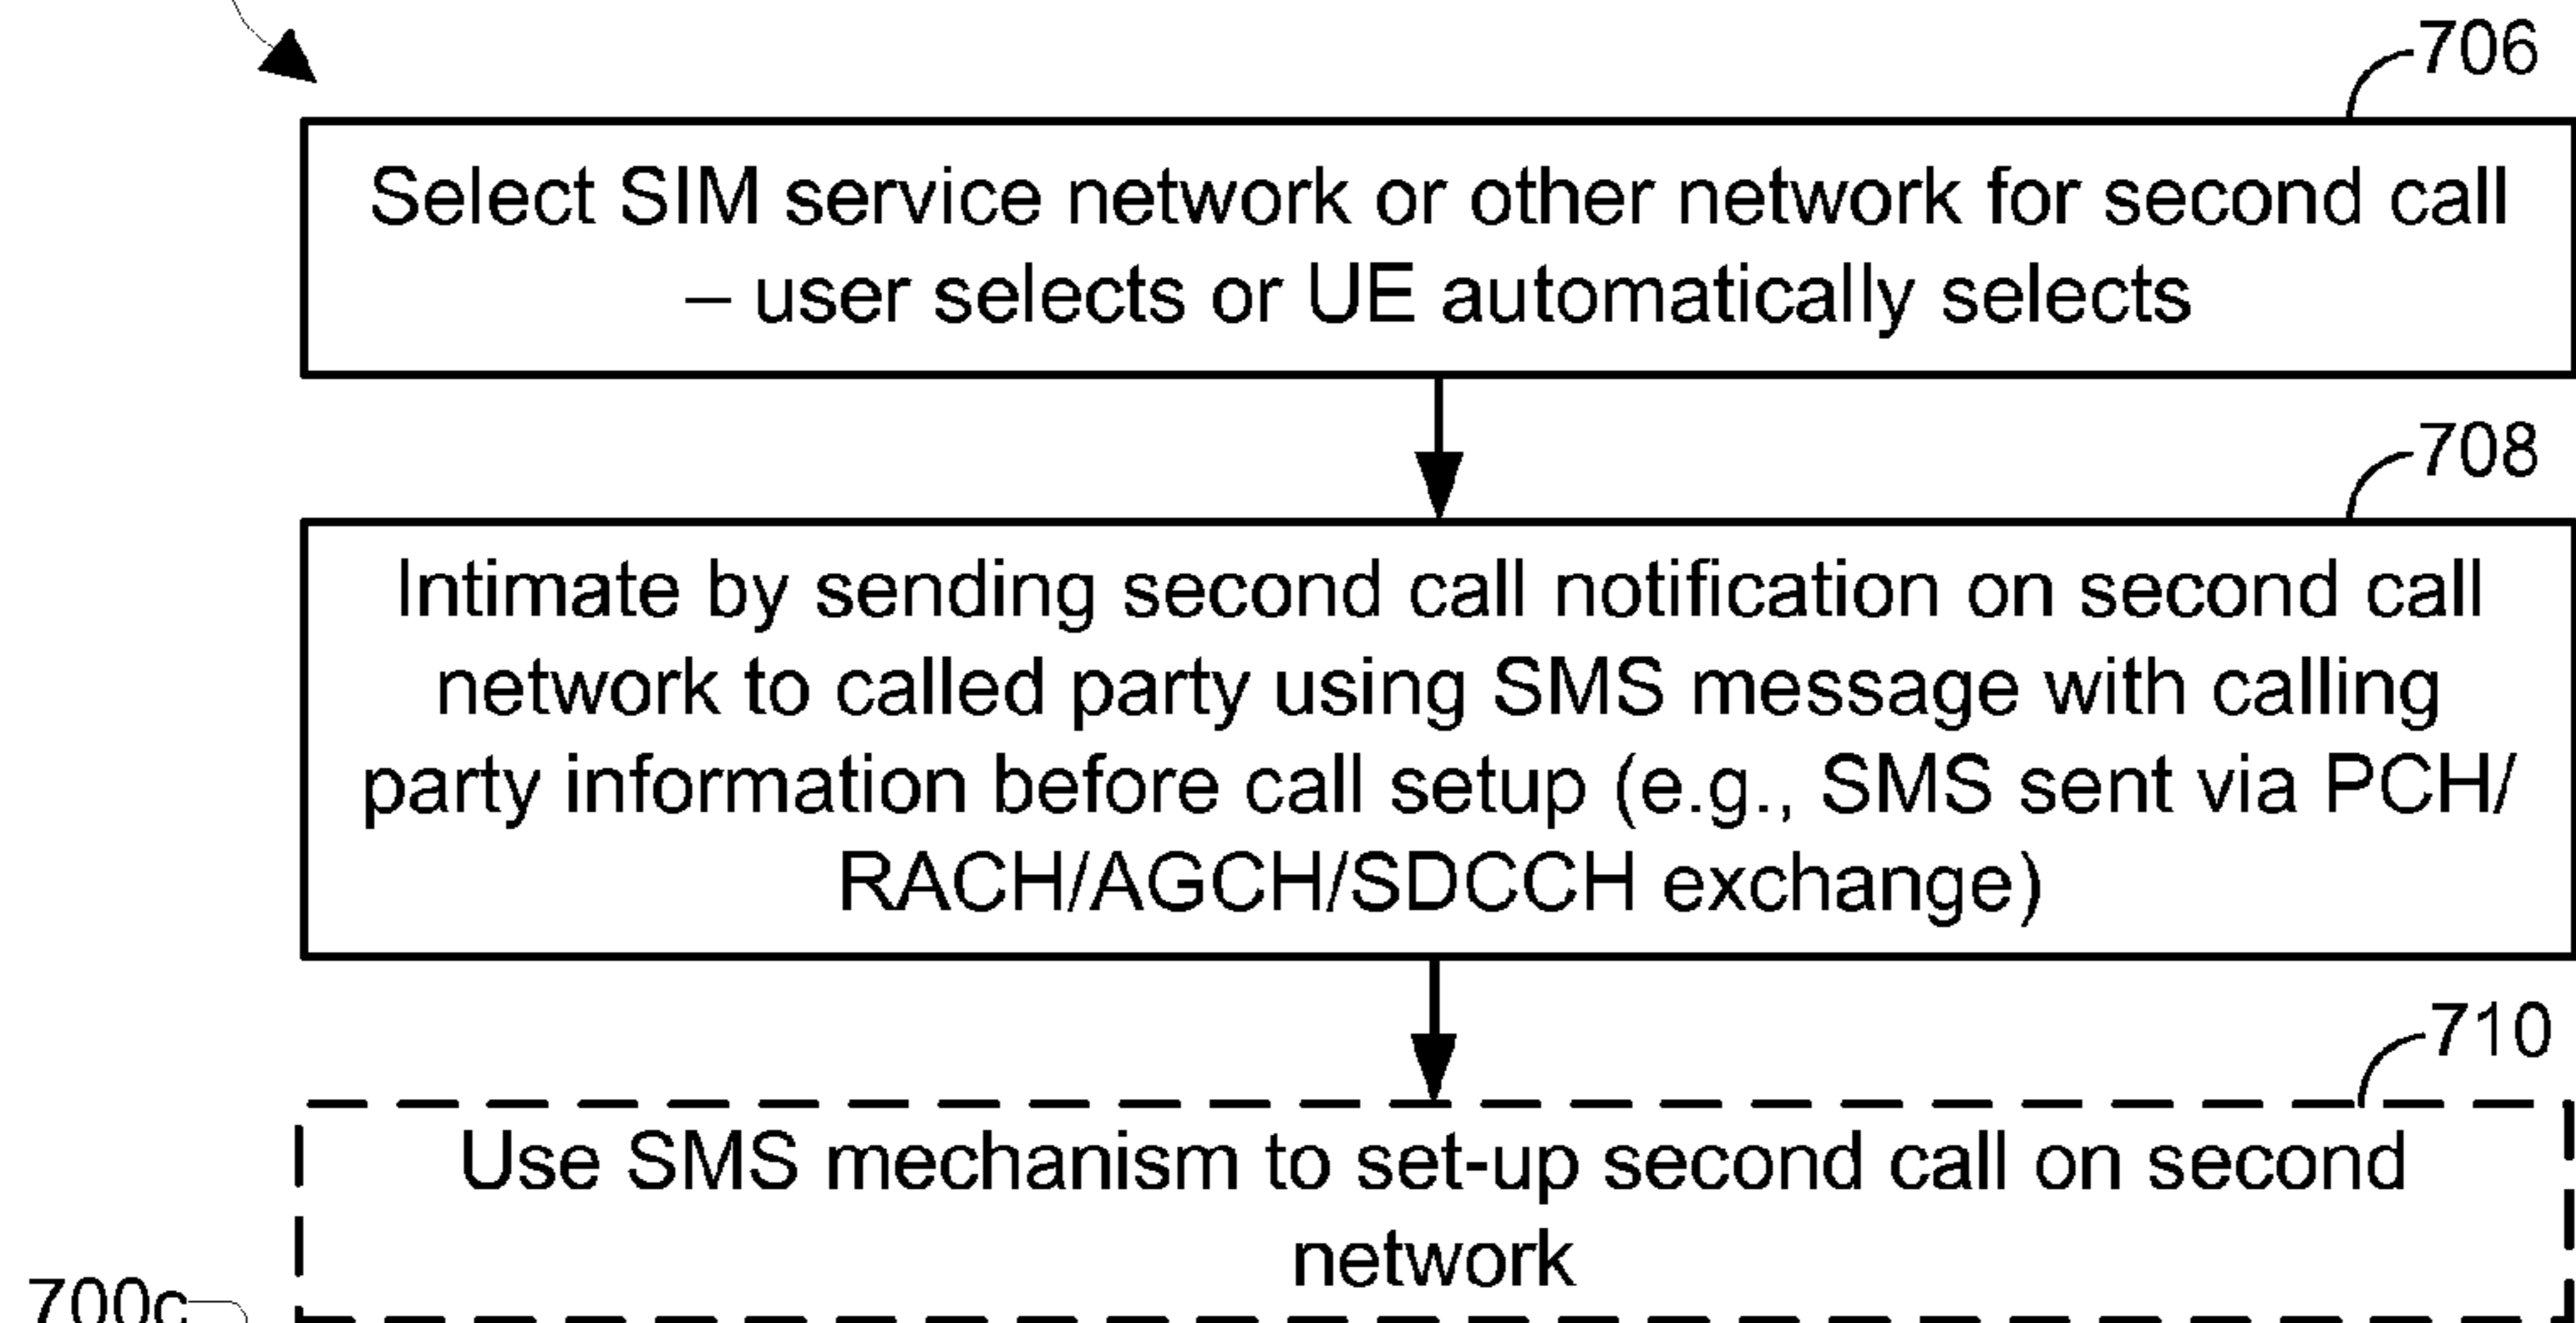 706
Select SIM service network or other network for second call
– user selects or UE automatically selects
708
Intimate by sending second call notification on second call
network to called party using SMS message with calling
party information before call setup (e.g., SMS sent via PCH/
RACH/AGCH/SDCCH exchange)
710
Use SMS mechanism to set-up second call on second
network
700c